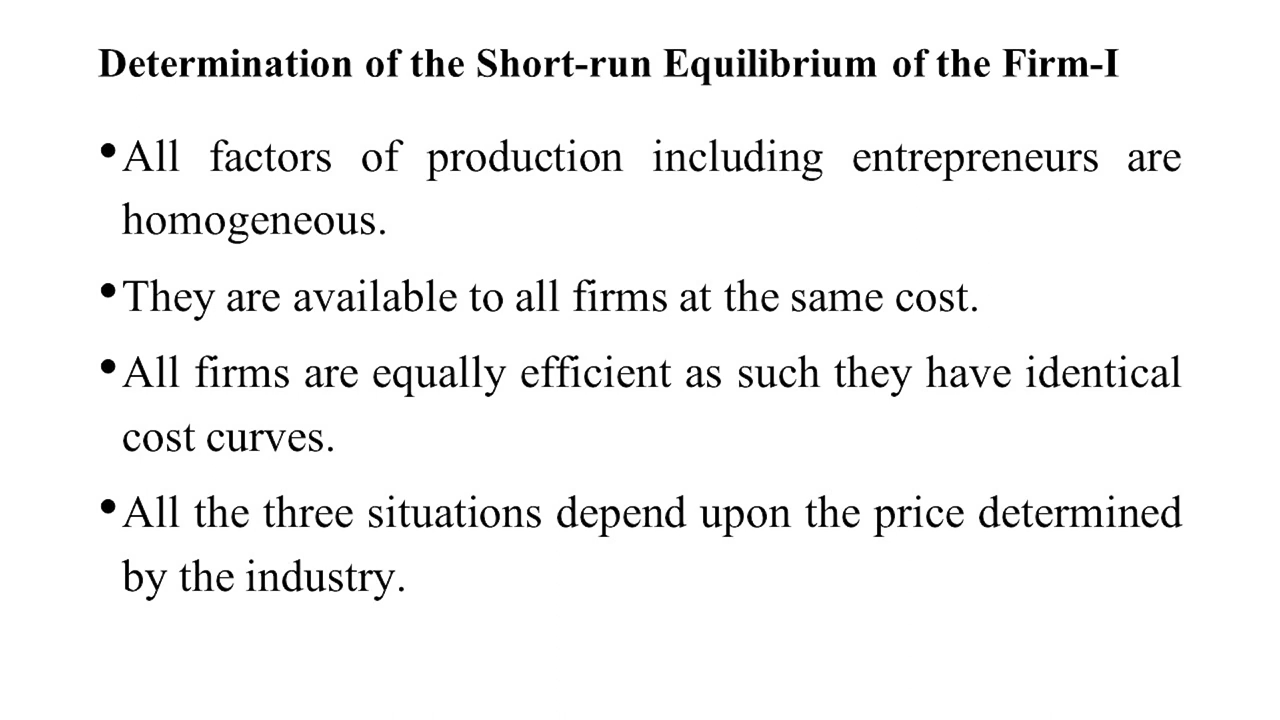 Determination of the Short-run Equilibrium of the Firm-I
•All factors of production including entrepreneurs are
homogeneous.
•They are available to all firms at the same cost.
•All firms are equally efficient as such they have identical
cost curves.
•All the three situations depend upon the price determined
by the industry.